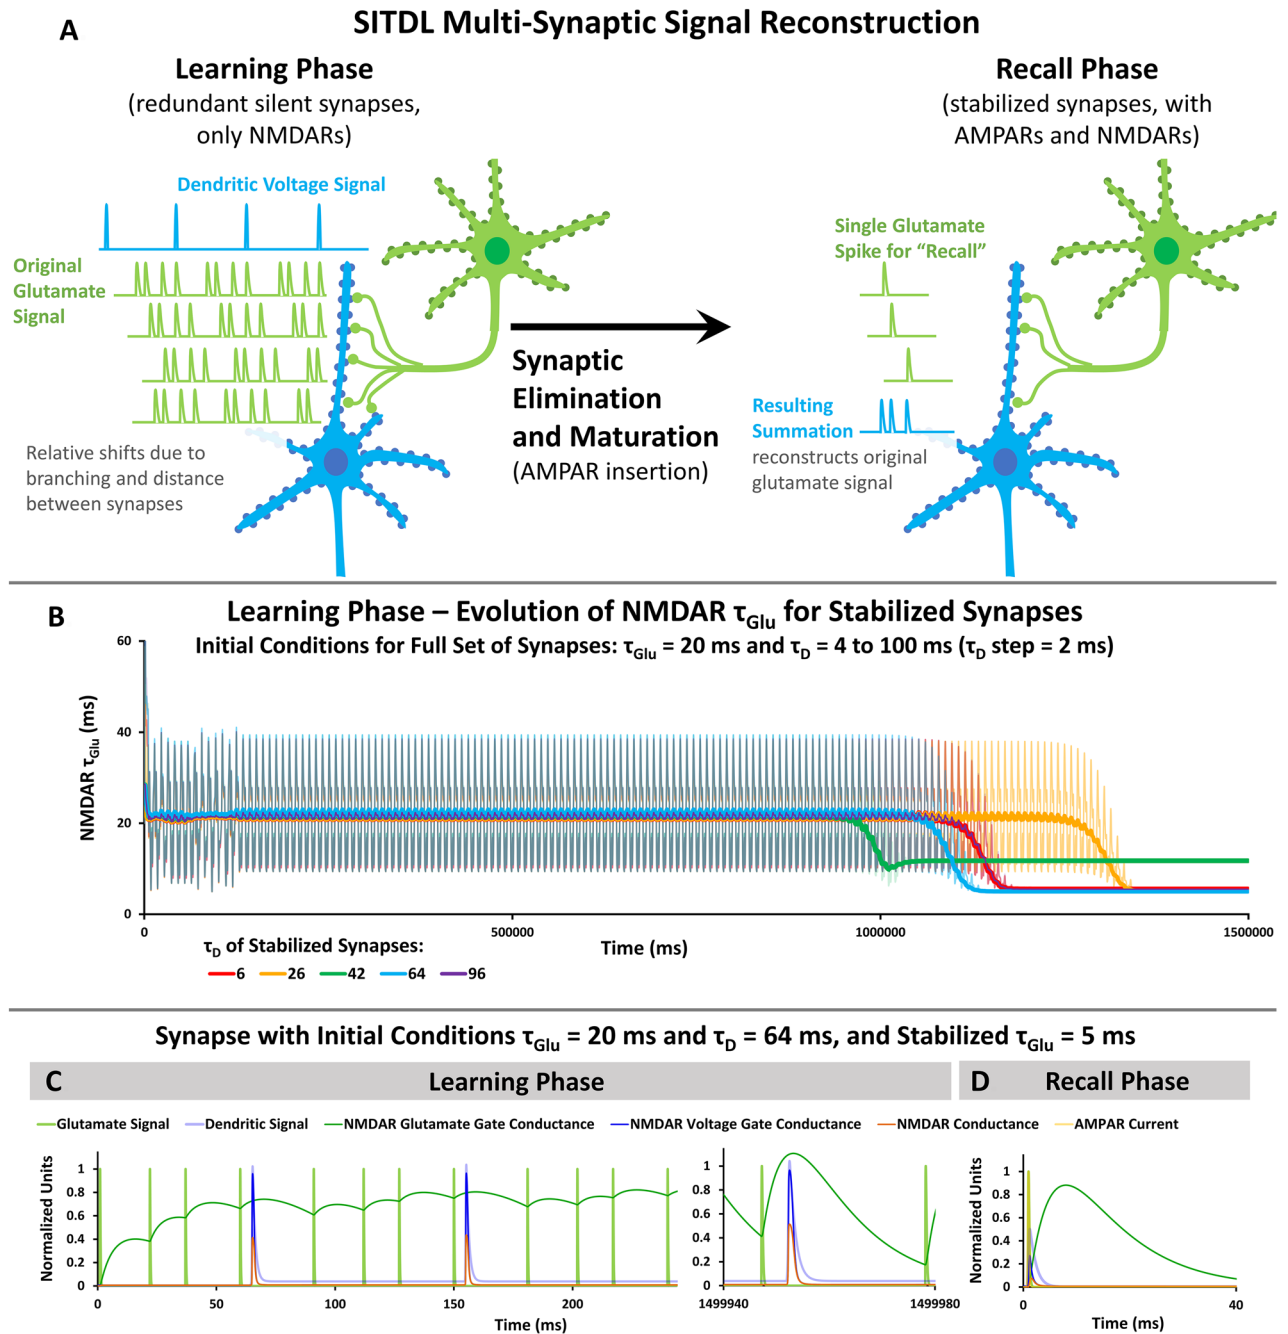 A
SITDL Multi-Synaptic Signal Reconstruction
Learning Phase
(redundant silent synapses,
only NMDARs)
Recall Phase
(stabilized synapses, with
AMPARs and NMDARs)
Dendritic Voltage Signal
Original
Glutamate
Signal
Relative shifts due to
branching and distance
between synapses
Synaptic
Elimination
and Maturation
(AMPAR insertion)
Single Glutamate
Spike for “Recall”
Resulting
Summation
reconstructs original
glutamate signal
B
Learning Phase – Evolution of NMDAR τGlu for Stabilized Synapses
Initial Conditions for Full Set of Synapses: τGlu = 20 ms and τD = 4 to 100 ms (τD step = 2 ms)
NMDAR τGlu (ms)
60
40
20
0
0
500000
1000000
1500000
Time (ms)
τD of Stabilized Synapses:
6
26
42
64
96
Synapse with Initial Conditions τGlu = 20 ms and τD = 64 ms, and Stabilized τGlu = 5 ms
C
Learning Phase
D
Recall Phase
Glutamate Signal
Dendritic Signal
NMDAR Glutamate Gate Conductance
NMDAR Voltage Gate Conductance
NMDAR Conductance
AMPAR Current
Normalized Units
1
0.8
0.6
0.4
0.2
0
0
50
100
150
200
Time (ms)
1
0.8
0.6
0.4
0.2
0
1499940
1499980
Normalized Units
1
0.8
0.6
0.4
0.2
0
0
40
Time (ms)